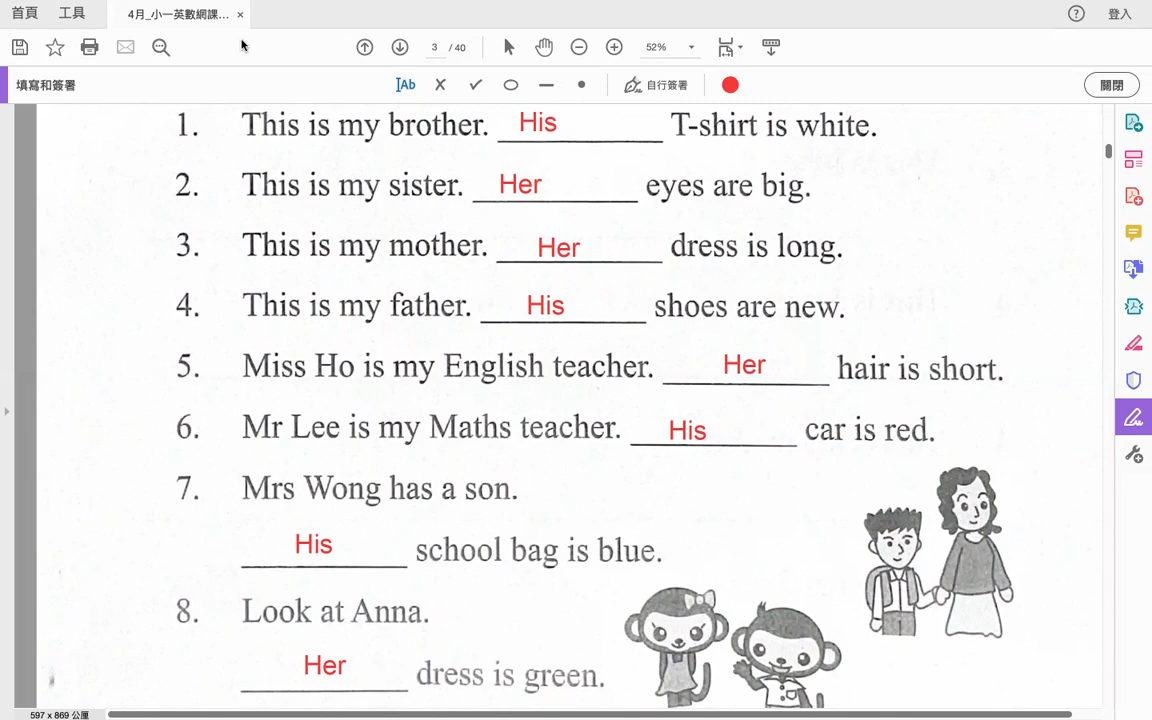 首頁 工具 4月_小一英數網課... × ? 登入
3 / 40 52%
填寫和簽署 Ab 自行簽署 關閉
1. This is my brother. His T-shirt is white.
2. This is my sister. Her eyes are big.
3. This is my mother. Her dress is long.
4. This is my father. His shoes are new.
5. Miss Ho is my English teacher. Her hair is short.
6. Mr Lee is my Maths teacher. His car is red.
7. Mrs Wong has a son.
His school bag is blue.
8. Look at Anna.
Her dress is green.
597 x 869 公厘